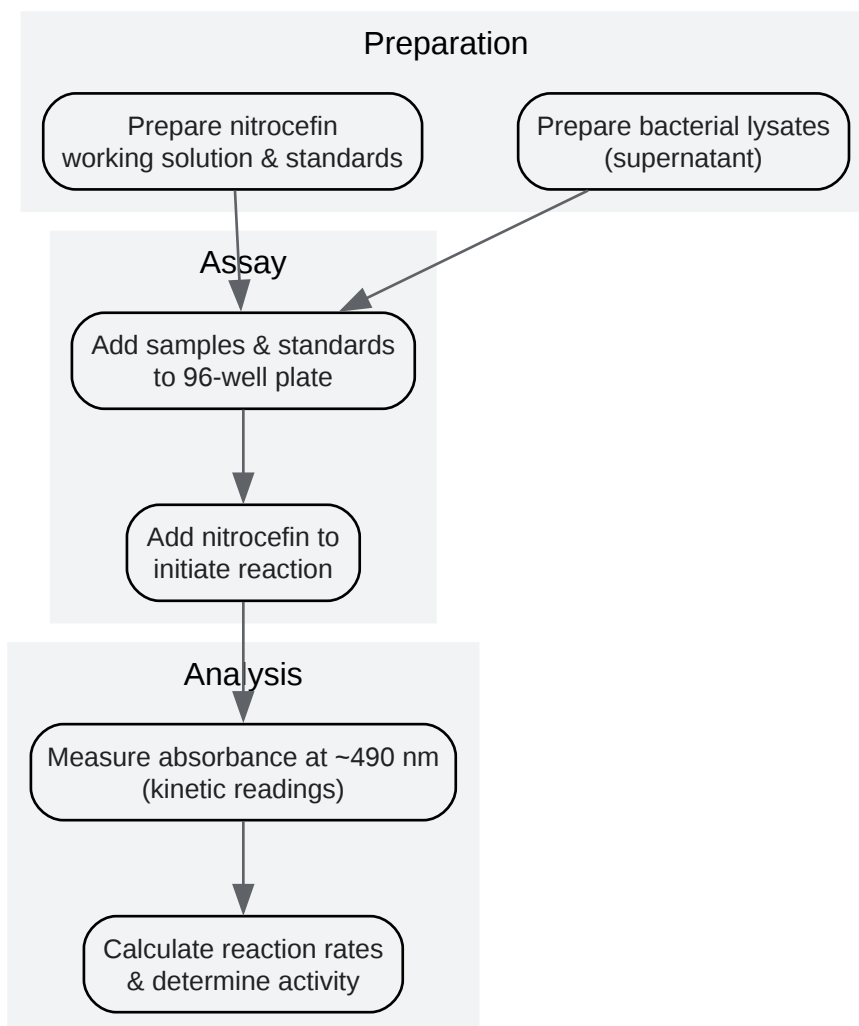 Preparation
Prepare nitrocefin
working solution & standards
Prepare bacterial lysates
(supernatant)
Assay
Add samples & standards
to 96-well plate
Add nitrocefin to
initiate reaction
Analysis
Measure absorbance at ~490 nm
(kinetic readings)
Calculate reaction rates
& determine activity